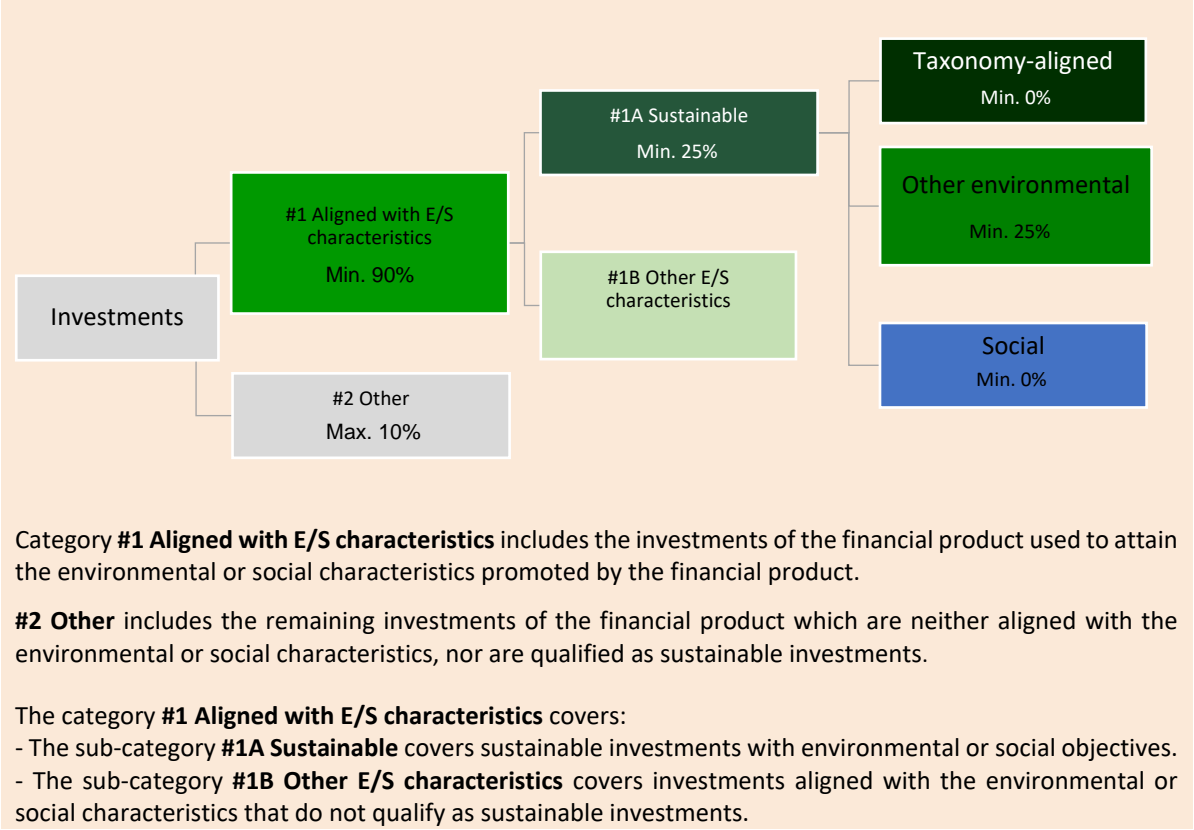 Investments
#1 Aligned with E/S
characteristics
Min. 90%
#2 Other
Max. 10%
#1A Sustainable
Min. 25%
#1B Other E/S
characteristics
Taxonomy-aligned
Min. 0%
Other environmental
Min. 25%
Social
Min. 0%
Category #1 Aligned with E/S characteristics includes the investments of the financial product used to attain
the environmental or social characteristics promoted by the financial product.
#2 Other includes the remaining investments of the financial product which are neither aligned with the
environmental or social characteristics, nor are qualified as sustainable investments.
The category #1 Aligned with E/S characteristics covers:
- The sub-category #1A Sustainable covers sustainable investments with environmental or social objectives.
- The sub-category #1B Other E/S characteristics covers investments aligned with the environmental or
social characteristics that do not qualify as sustainable investments.